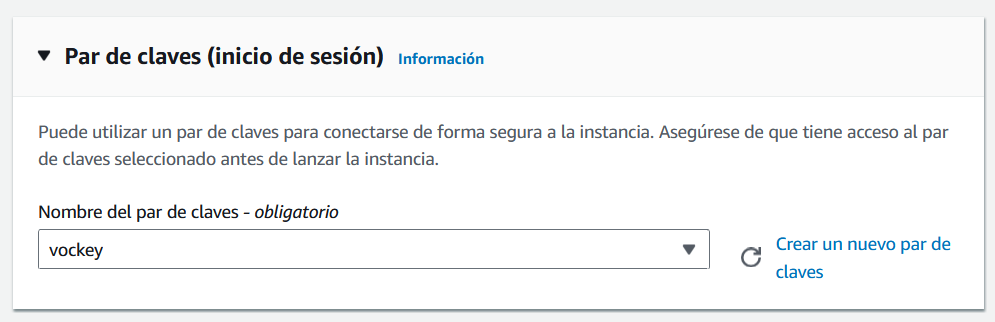 Par de claves (inicio de sesión) Información
Puede utilizar un par de claves para conectarse de forma segura a la instancia. Asegúrese de que tiene acceso al par
de claves seleccionado antes de lanzar la instancia.
Nombre del par de claves - obligatorio
vockey
Crear un nuevo par de
claves